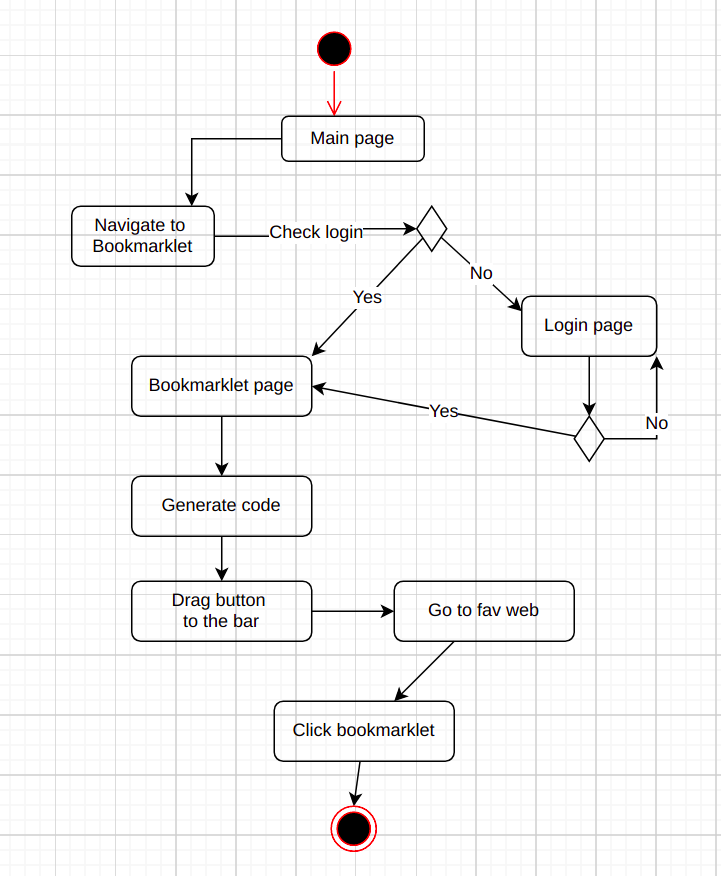 Main page
Navigate to
Bookmarklet
Check login
No
Yes
Login page
Bookmarklet page
Yes
No
Generate code
Drag button
to the bar
Go to fav web
Click bookmarklet